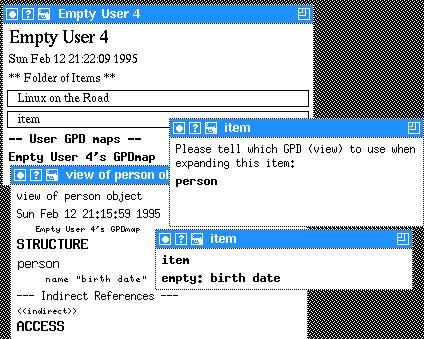 Empty User 4
Empty User 4
Sun Feb 12 21:22:09 1995
** Folder of Items **
Linux on the Road
item
-- User GPD maps --
Empty User 4's GPDmap
view of person ob
view of person object
Sun Feb 12 21:15:59 1995
Empty User 4's GPDmap
STRUCTURE
person
name "birth date"
--- Indirect References ---
<<indirect>>
ACCESS
item
Please tell which GPD (view) to use when
expanding this item:
person
item
item
empty: birth date